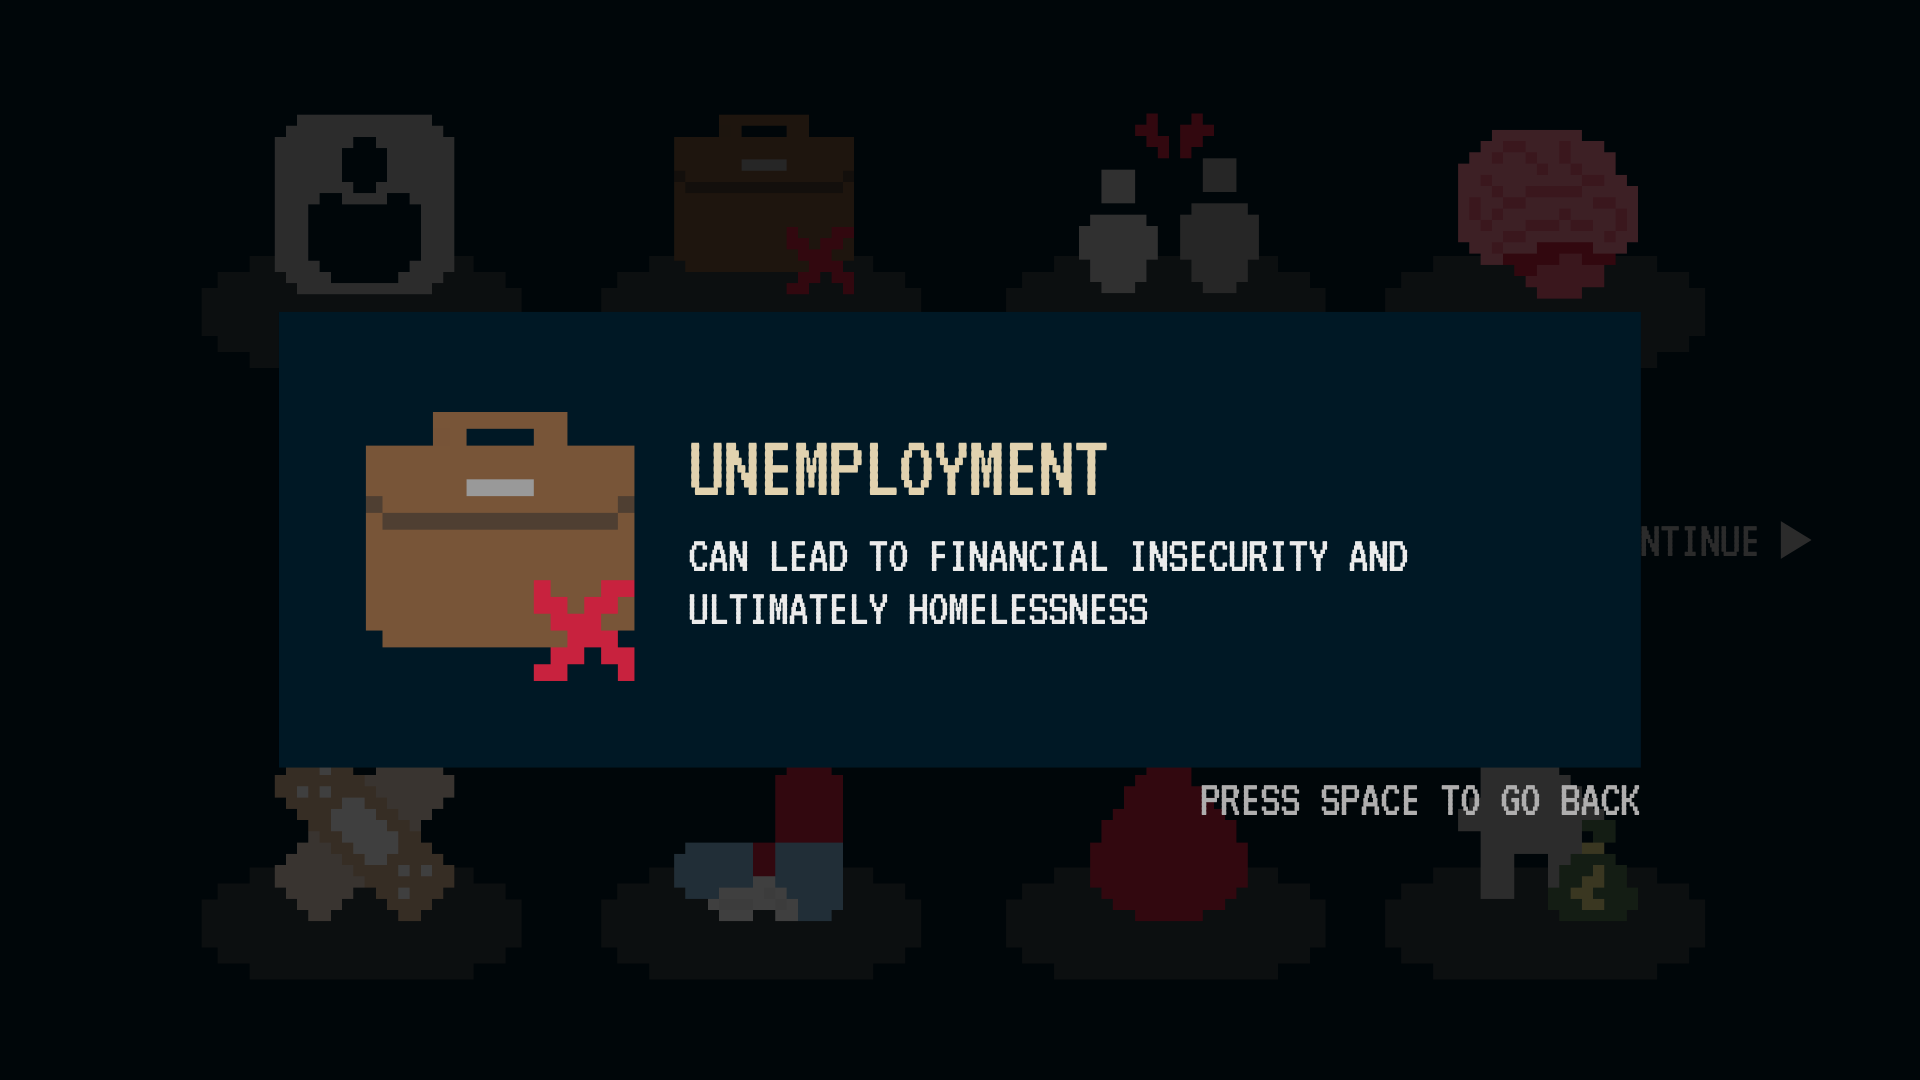 UNEMPLOYMENT
CAN LEAD TO FINANCIAL INSECURITY AND
ULTIMATELY HOMELESSNESS
NTINUE
PRESS SPACE TO GO BACK